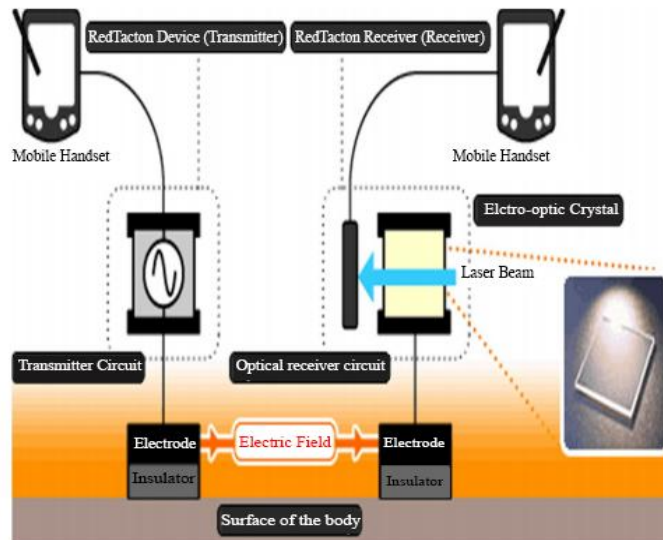 RedTacton Device (Transmitter)
RedTacton Receiver (Receiver)
Mobile Handset
Mobile Handset
Elctro-optic Crystal
Laser Beam
Transmitter Circuit
Optical receiver circuit
Electrode
Electric Field
Electrode
Insulator
Insulator
Surface of the body